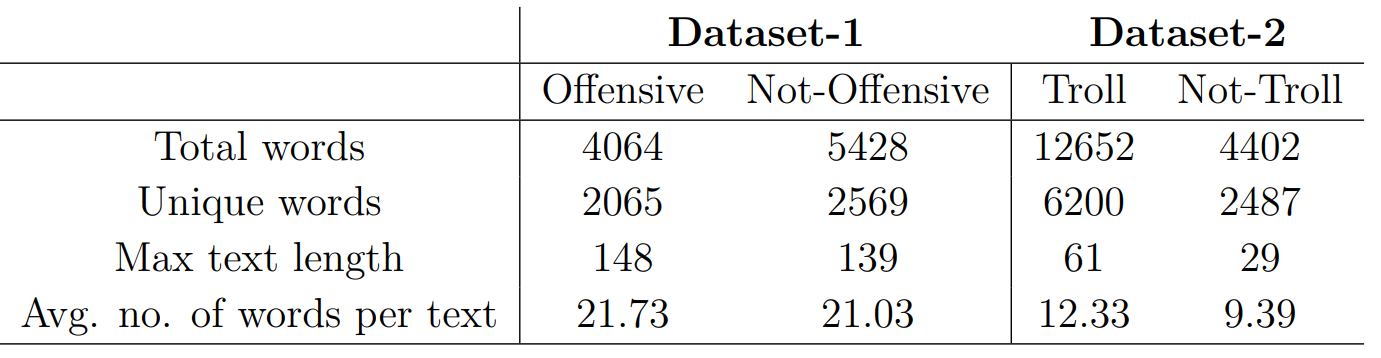 Dataset-1 Dataset-2
Offensive Not-Offensive Troll Not-Troll
Total words 4064 5428 12652 4402
Unique words 2065 2569 6200 2487
Max text length 148 139 61 29
Avg. no. of words per text 21.73 21.03 12.33 9.39